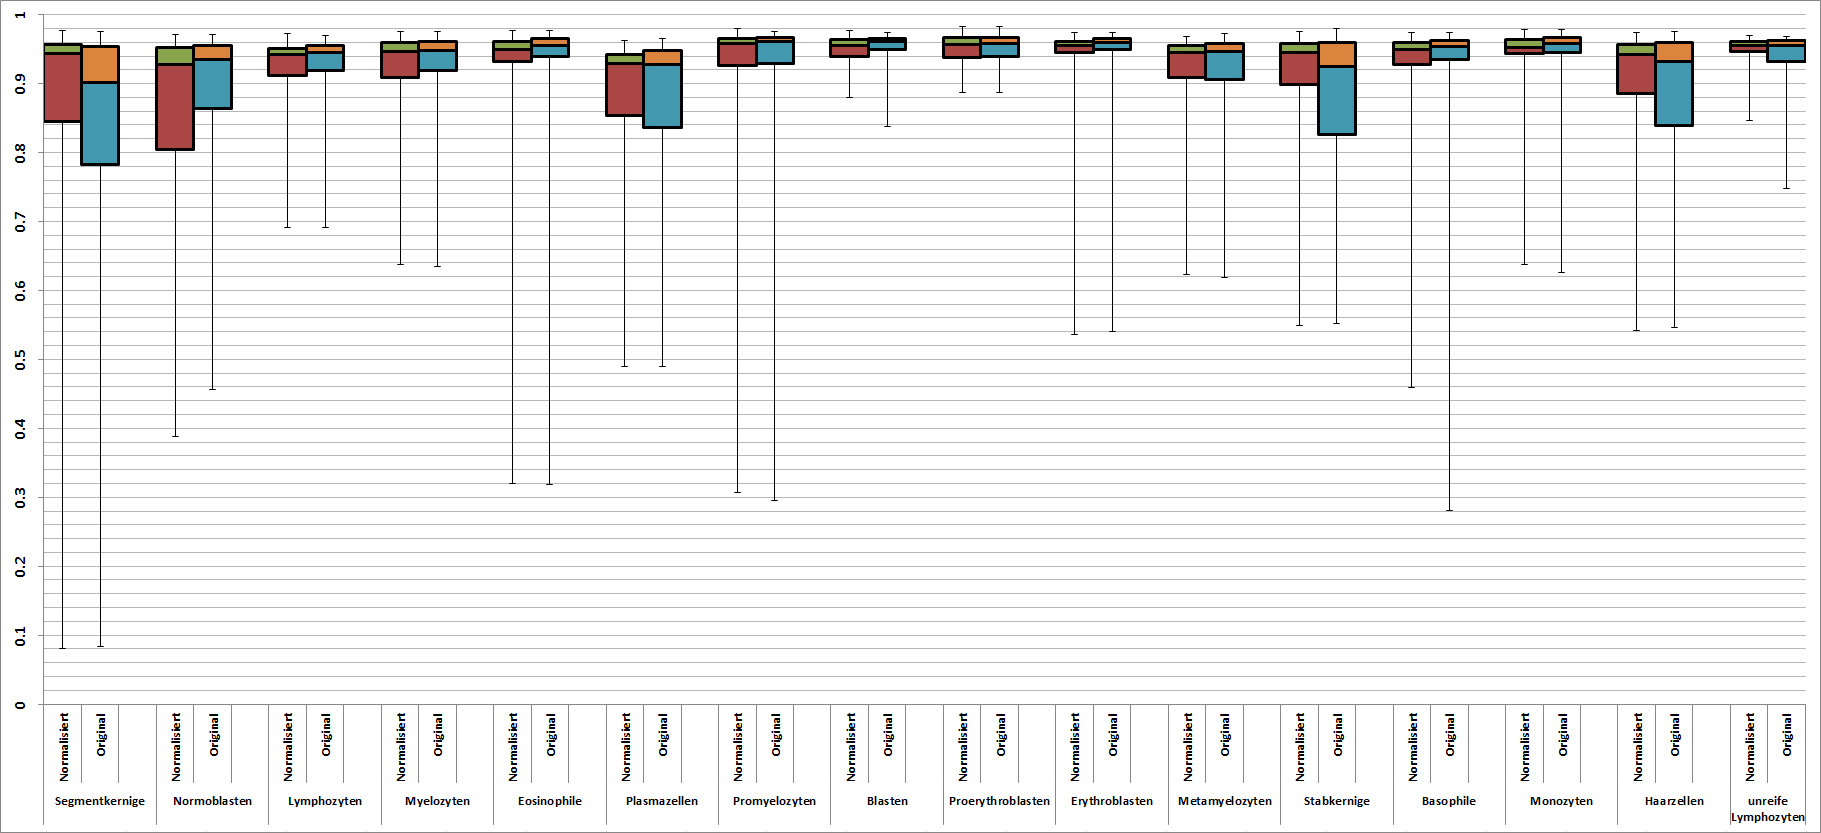 1
0.9
0.8
0.7
0.6
0.5
0.4
0.3
0.2
0.1
0
Normalisiert
Original
Normalisiert
Original
Normalisiert
Original
Normalisiert
Original
Normalisiert
Original
Normalisiert
Original
Normalisiert
Original
Normalisiert
Original
Normalisiert
Original
Normalisiert
Original
Normalisiert
Original
Normalisiert
Original
Normalisiert
Original
Normalisiert
Original
Normalisiert
Original
Normalisiert
Original
Segmentkernige
Normoblasten
Lymphozyten
Myelozyten
Eosinophile
Plasmazellen
Promyelozyten
Blasten
Proerythroblasten
Erythroblasten
Metamyelozyten
Stabkernige
Basophile
Monozyten
Haarzellen
unreife
Lymphozyten